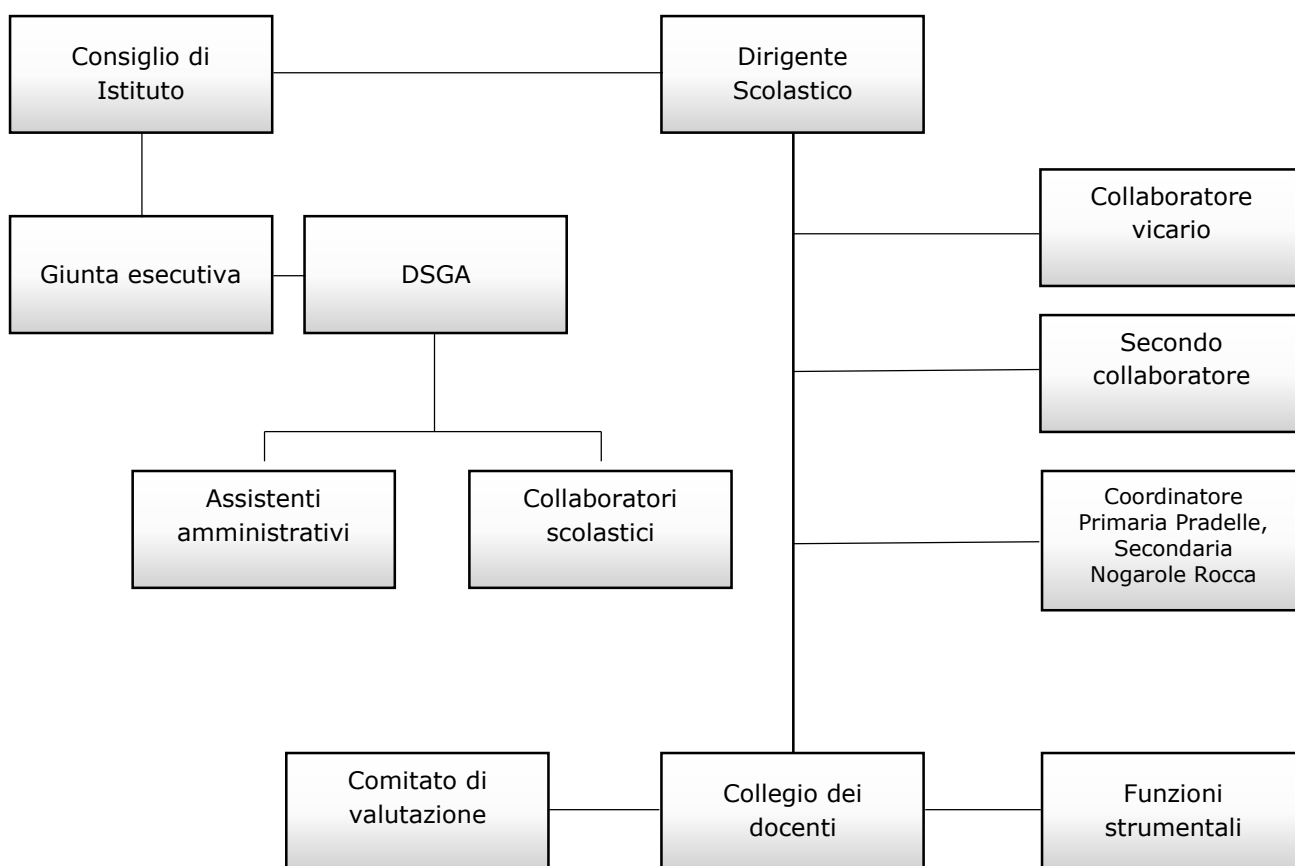 Consiglio di
Istituto
Dirigente
Scolastico
Collaboratore
vicario
Giunta esecutiva
DSGA
Secondo
collaboratore
Assistenti
amministrativi
Collaboratori
scolastici
Coordinatore
Primaria Pradelle,
Secondaria
Nogarole Rocca
Comitato di
valutazione
Collegio dei
docenti
Funzioni
strumentali